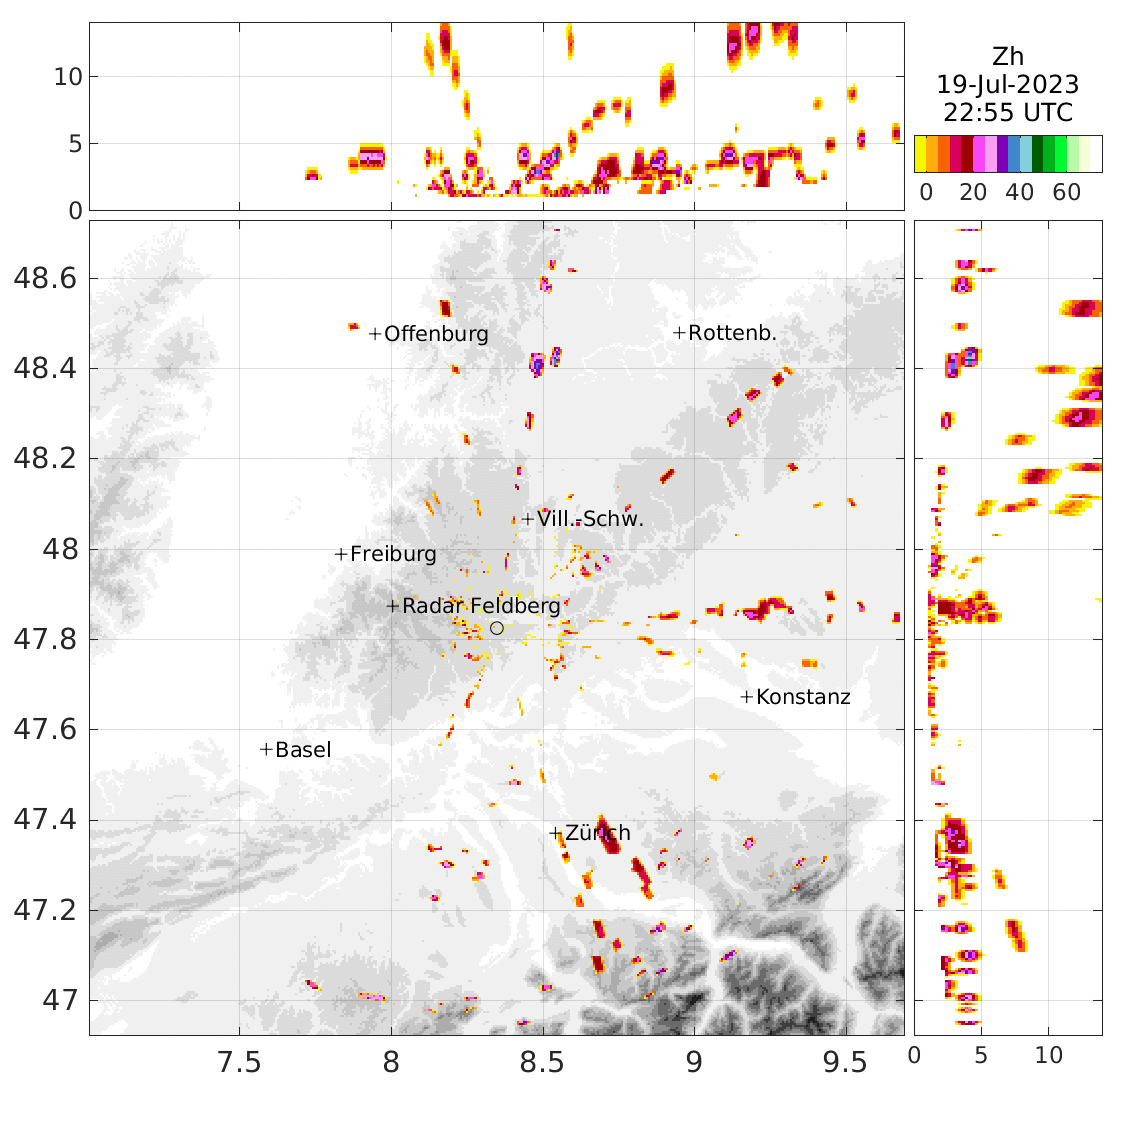 10
5
0
Zh
19-Jul-2023
22:55 UTC
0 20 40 60
48.6
48.4
48.2
48
47.8
47.6
47.4
47.2
47
+Offenburg
+Rottenb.
+Vill.-Schw.
+Freiburg
+Radar Feldberg
+Konstanz
+Basel
+Zürich
7.5 8 8.5 9 9.5
0 5 10